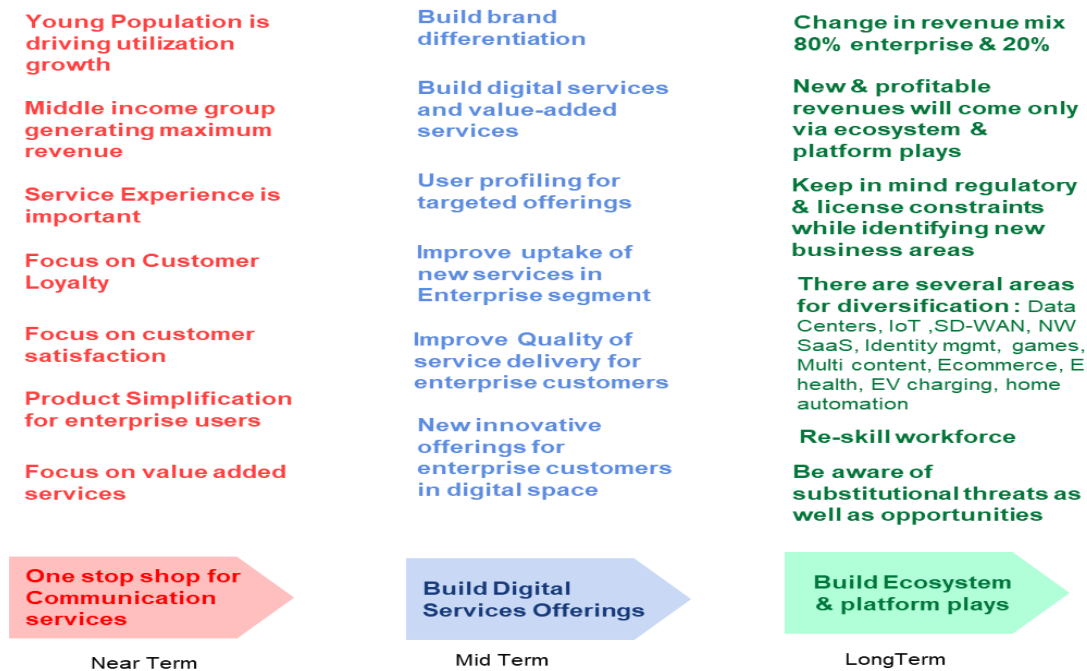 Young Population is
driving utilization
growth
Middle income group
generating maximum
revenue
Service Experience is
important
Focus on Customer
Loyalty
Focus on customer
satisfaction
Product Simplification
for enterprise users
Focus on value added
services
One stop shop for
Communication
services
Near Term
Build brand
differentiation
Build digital services
and value-added
services
User profiling for
targeted offerings
Improve uptake of
new services in
Enterprise segment
Improve Quality of
service delivery for
enterprise customers
New innovative
offerings for
enterprise customers
in digital space
Build Digital
Services Offerings
Mid Term
Change in revenue mix
80% enterprise & 20%
New & profitable
revenues will come only
via ecosystem &
platform plays
Keep in mind regulatory
& license constraints
while identifying new
business areas
There are several areas
for diversification : Data
Centers, IoT ,SD-WAN, NW
SaaS, Identity mgmt, games,
Multi content, Ecommerce, E
health, EV charging, home
automation
Re-skill workforce
Be aware of
substitutional threats as
well as opportunities
Build Ecosystem
& platform plays
LongTerm